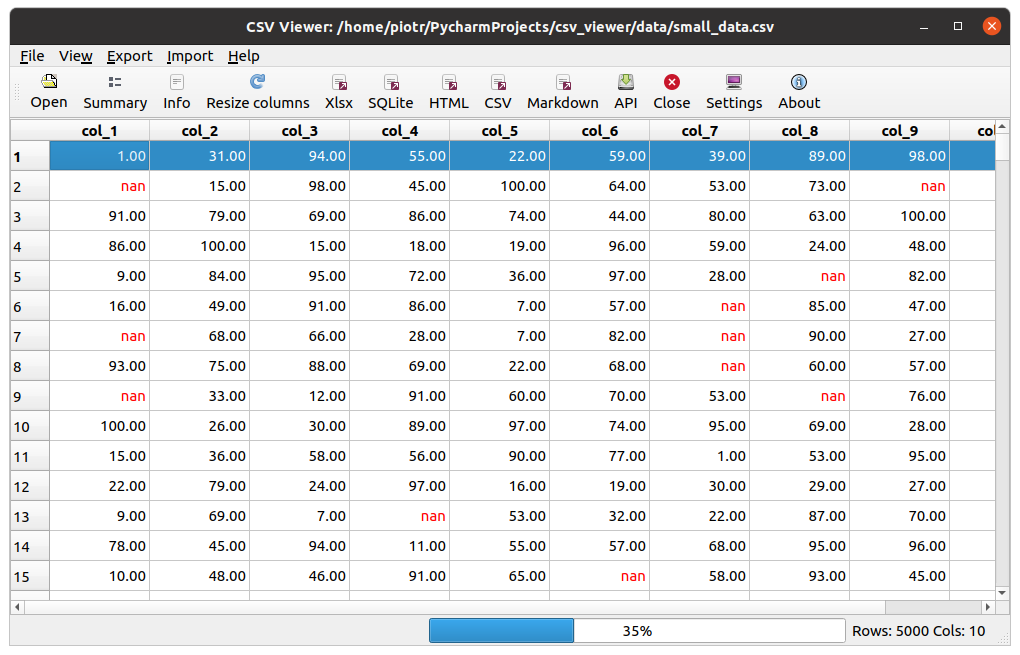 CSV Viewer: /home/piotr/PycharmProjects/csv_viewer/data/small_data.csv
File View Export Import Help
Open Summary Info Resize columns Xlsx SQLite HTML CSV Markdown API Close Settings About
col_1 col_2 col_3 col_4 col_5 col_6 col_7 col_8 col_9
1 1.00 31.00 94.00 55.00 22.00 59.00 39.00 89.00 98.00
2 nan 15.00 98.00 45.00 100.00 64.00 53.00 73.00 nan
3 91.00 79.00 69.00 86.00 74.00 44.00 80.00 63.00 100.00
4 86.00 100.00 15.00 18.00 19.00 96.00 59.00 24.00 48.00
5 9.00 84.00 95.00 72.00 36.00 97.00 28.00 nan 82.00
6 16.00 49.00 91.00 86.00 7.00 57.00 nan 85.00 47.00
7 nan 68.00 66.00 28.00 7.00 82.00 nan 90.00 27.00
8 93.00 75.00 88.00 69.00 22.00 68.00 nan 60.00 57.00
9 nan 33.00 12.00 91.00 60.00 70.00 53.00 nan 76.00
10 100.00 26.00 30.00 89.00 97.00 74.00 95.00 69.00 28.00
11 15.00 36.00 58.00 56.00 90.00 77.00 1.00 53.00 95.00
12 22.00 79.00 24.00 97.00 16.00 19.00 30.00 29.00 27.00
13 9.00 69.00 7.00 nan 53.00 32.00 22.00 87.00 70.00
14 78.00 45.00 94.00 11.00 55.00 57.00 68.00 95.00 96.00
15 10.00 48.00 46.00 91.00 65.00 nan 58.00 93.00 45.00
35% Rows: 5000 Cols: 10